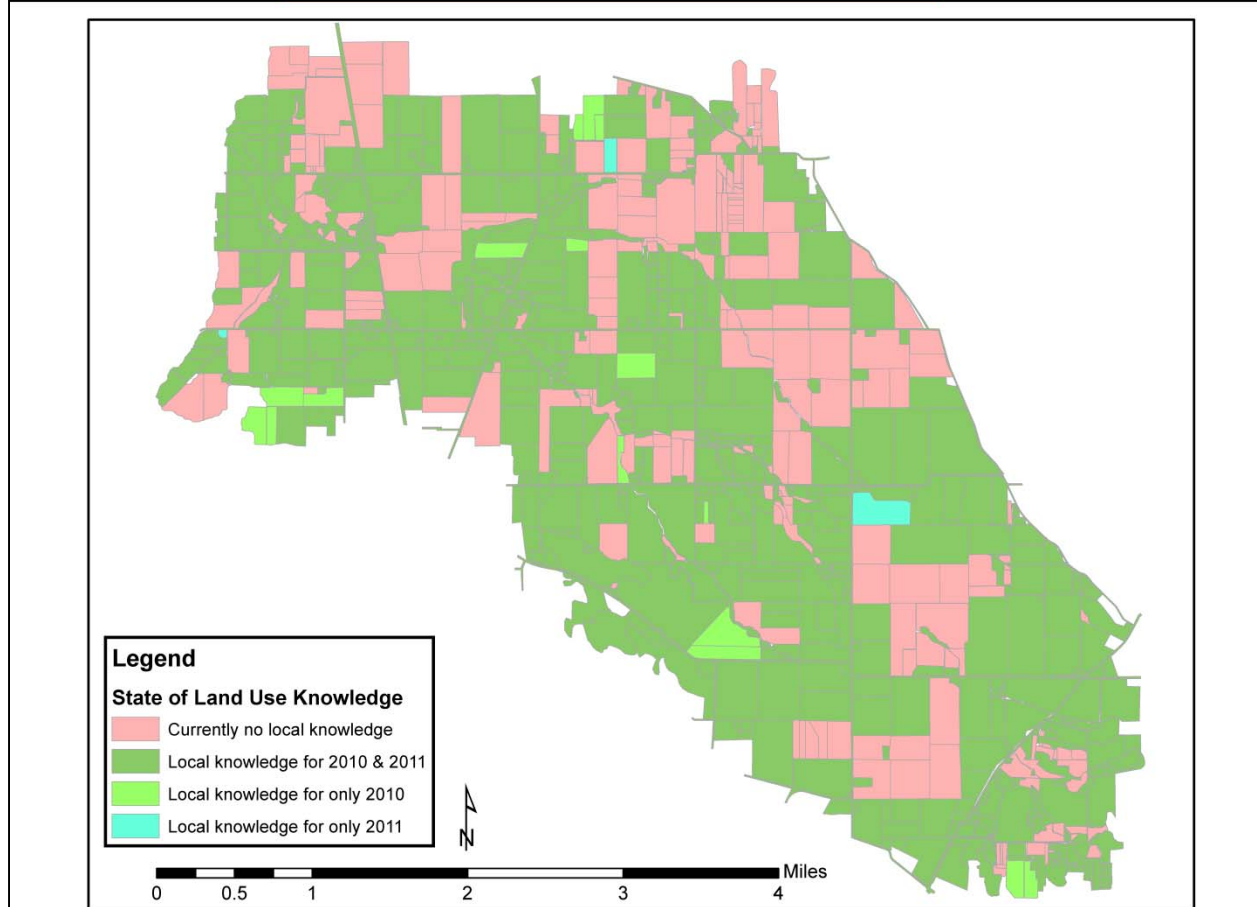 Legend
State of Land Use Knowledge
Currently no local knowledge
Local knowledge for 2010 & 2011
Local knowledge for only 2010
Local knowledge for only 2011
N
Miles
0 0.5 1 2 3 4